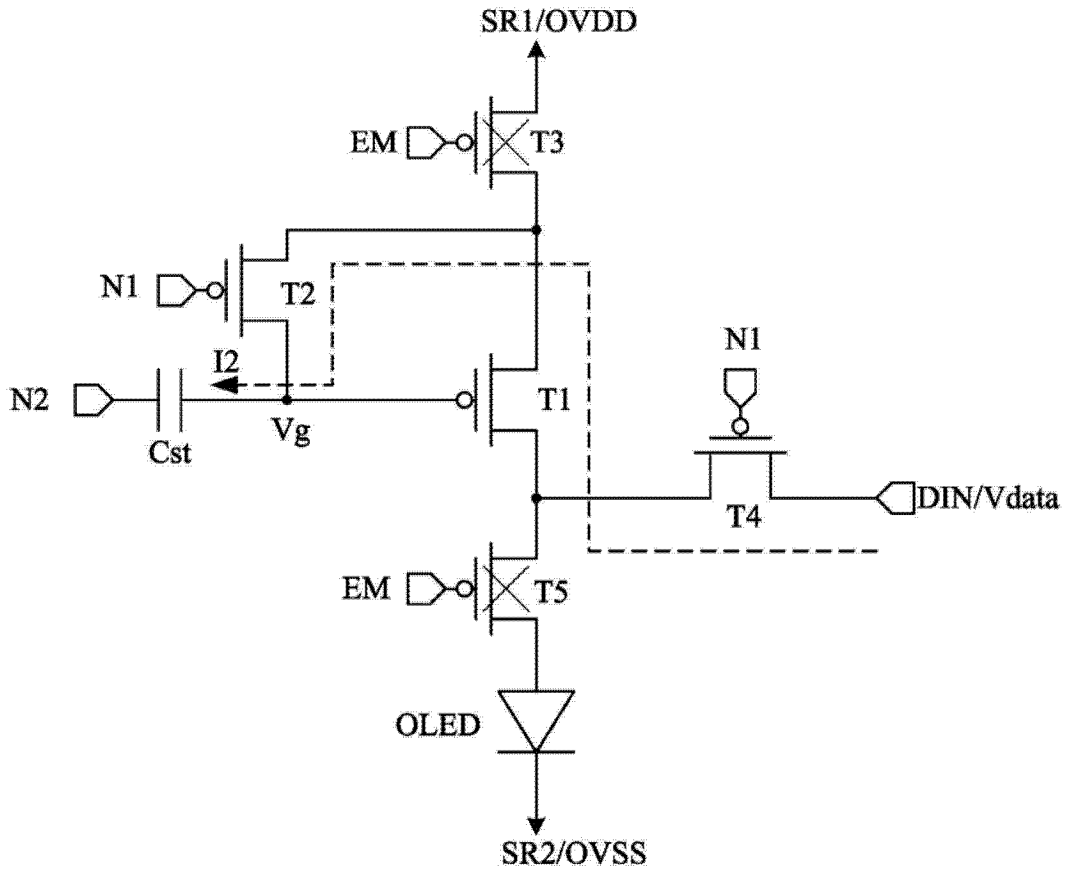 SR1/OVDD
EM
T3
N1
T2
N1
I2
N2
T1
Vg
Cst
DIN/Vdata
T4
EM
T5
OLED
SR2/OVSS